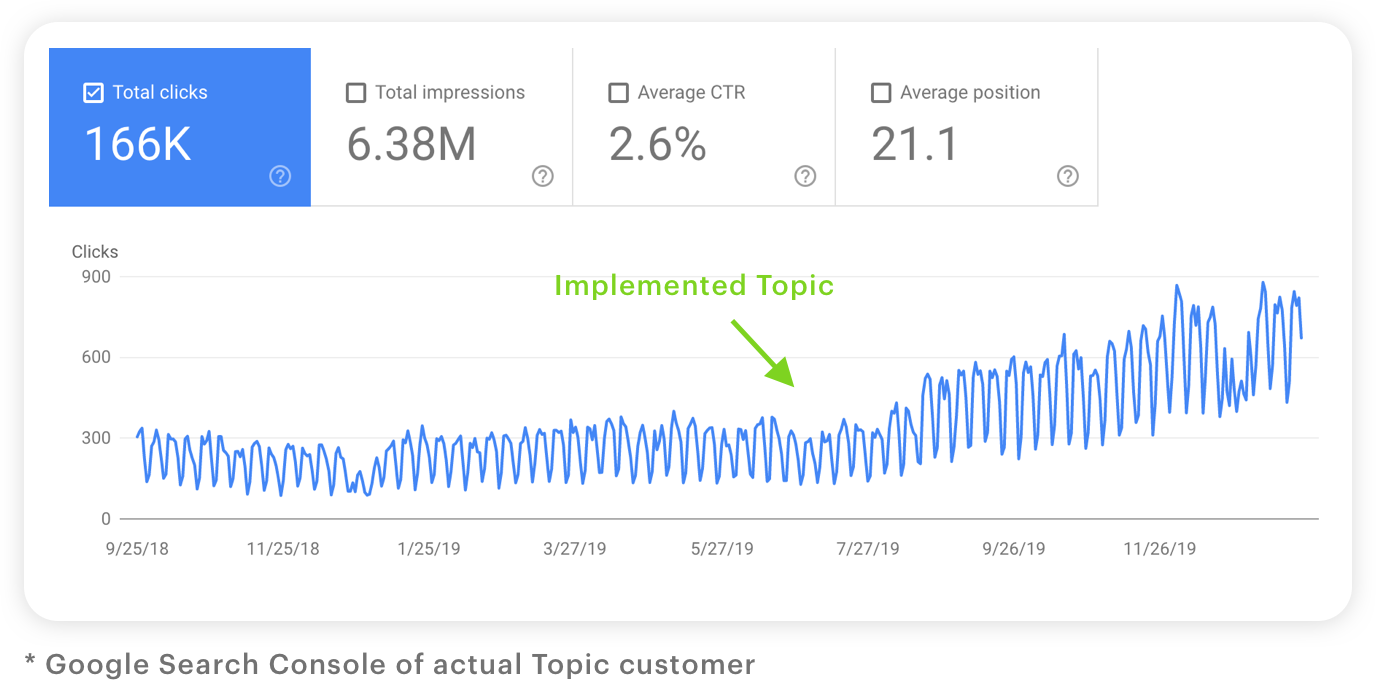 Total clicks
166K
Total impressions
6.38M
Average CTR
2.6%
Average position
21.1
Clicks
900
Implemented Topic
600
300
0
9/25/18 11/25/18 1/25/19 3/27/19 5/27/19 7/27/19 9/26/19 11/26/19
* Google Search Console of actual Topic customer